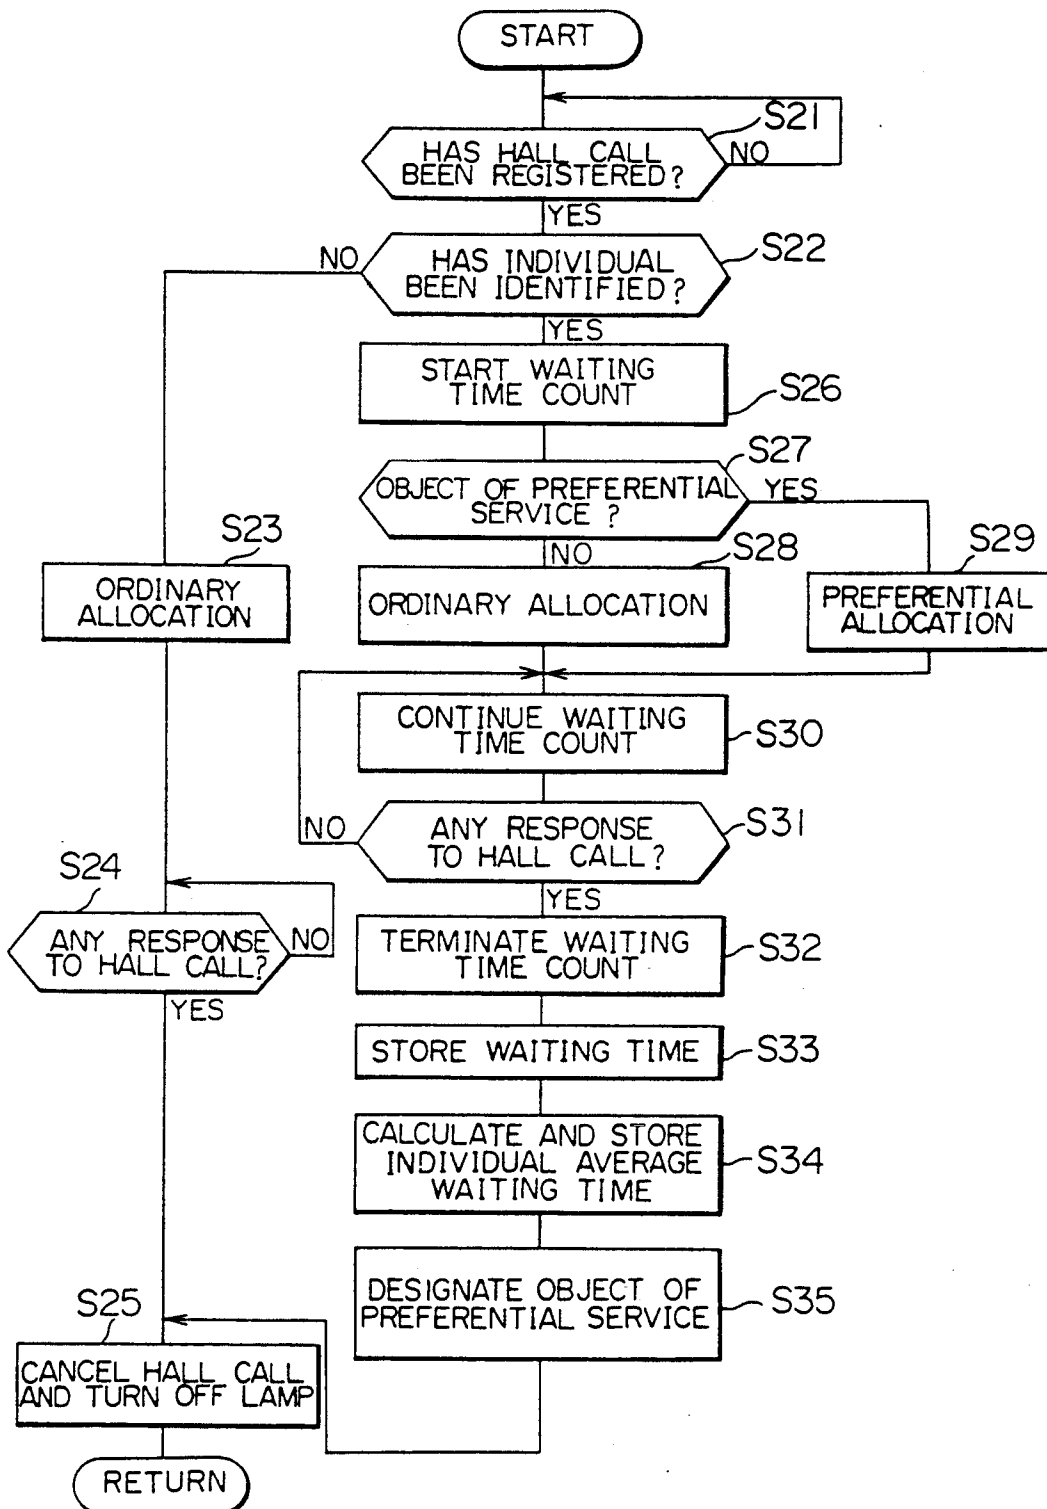 START
S21
HAS HALL CALL
BEEN REGISTERED?
NO
YES
S22
NO
HAS INDIVIDUAL
BEEN IDENTIFIED?
YES
START WAITING
TIME COUNT
S26
S27
OBJECT OF PREFERENTIAL
SERVICE ?
YES
NO
S23
ORDINARY
ALLOCATION
S28
ORDINARY ALLOCATION
S29
PREFERENTIAL
ALLOCATION
CONTINUE WAITING
TIME COUNT
S30
NO
ANY RESPONSE
TO HALL CALL?
S31
YES
S24
ANY RESPONSE
TO HALL CALL?
NO
YES
TERMINATE WAITING
TIME COUNT
S32
STORE WAITING TIME
S33
CALCULATE AND STORE
INDIVIDUAL AVERAGE
WAITING TIME
S34
DESIGNATE OBJECT OF
PREFERENTIAL SERVICE
S35
S25
CANCEL HALL CALL
AND TURN OFF LAMP
RETURN